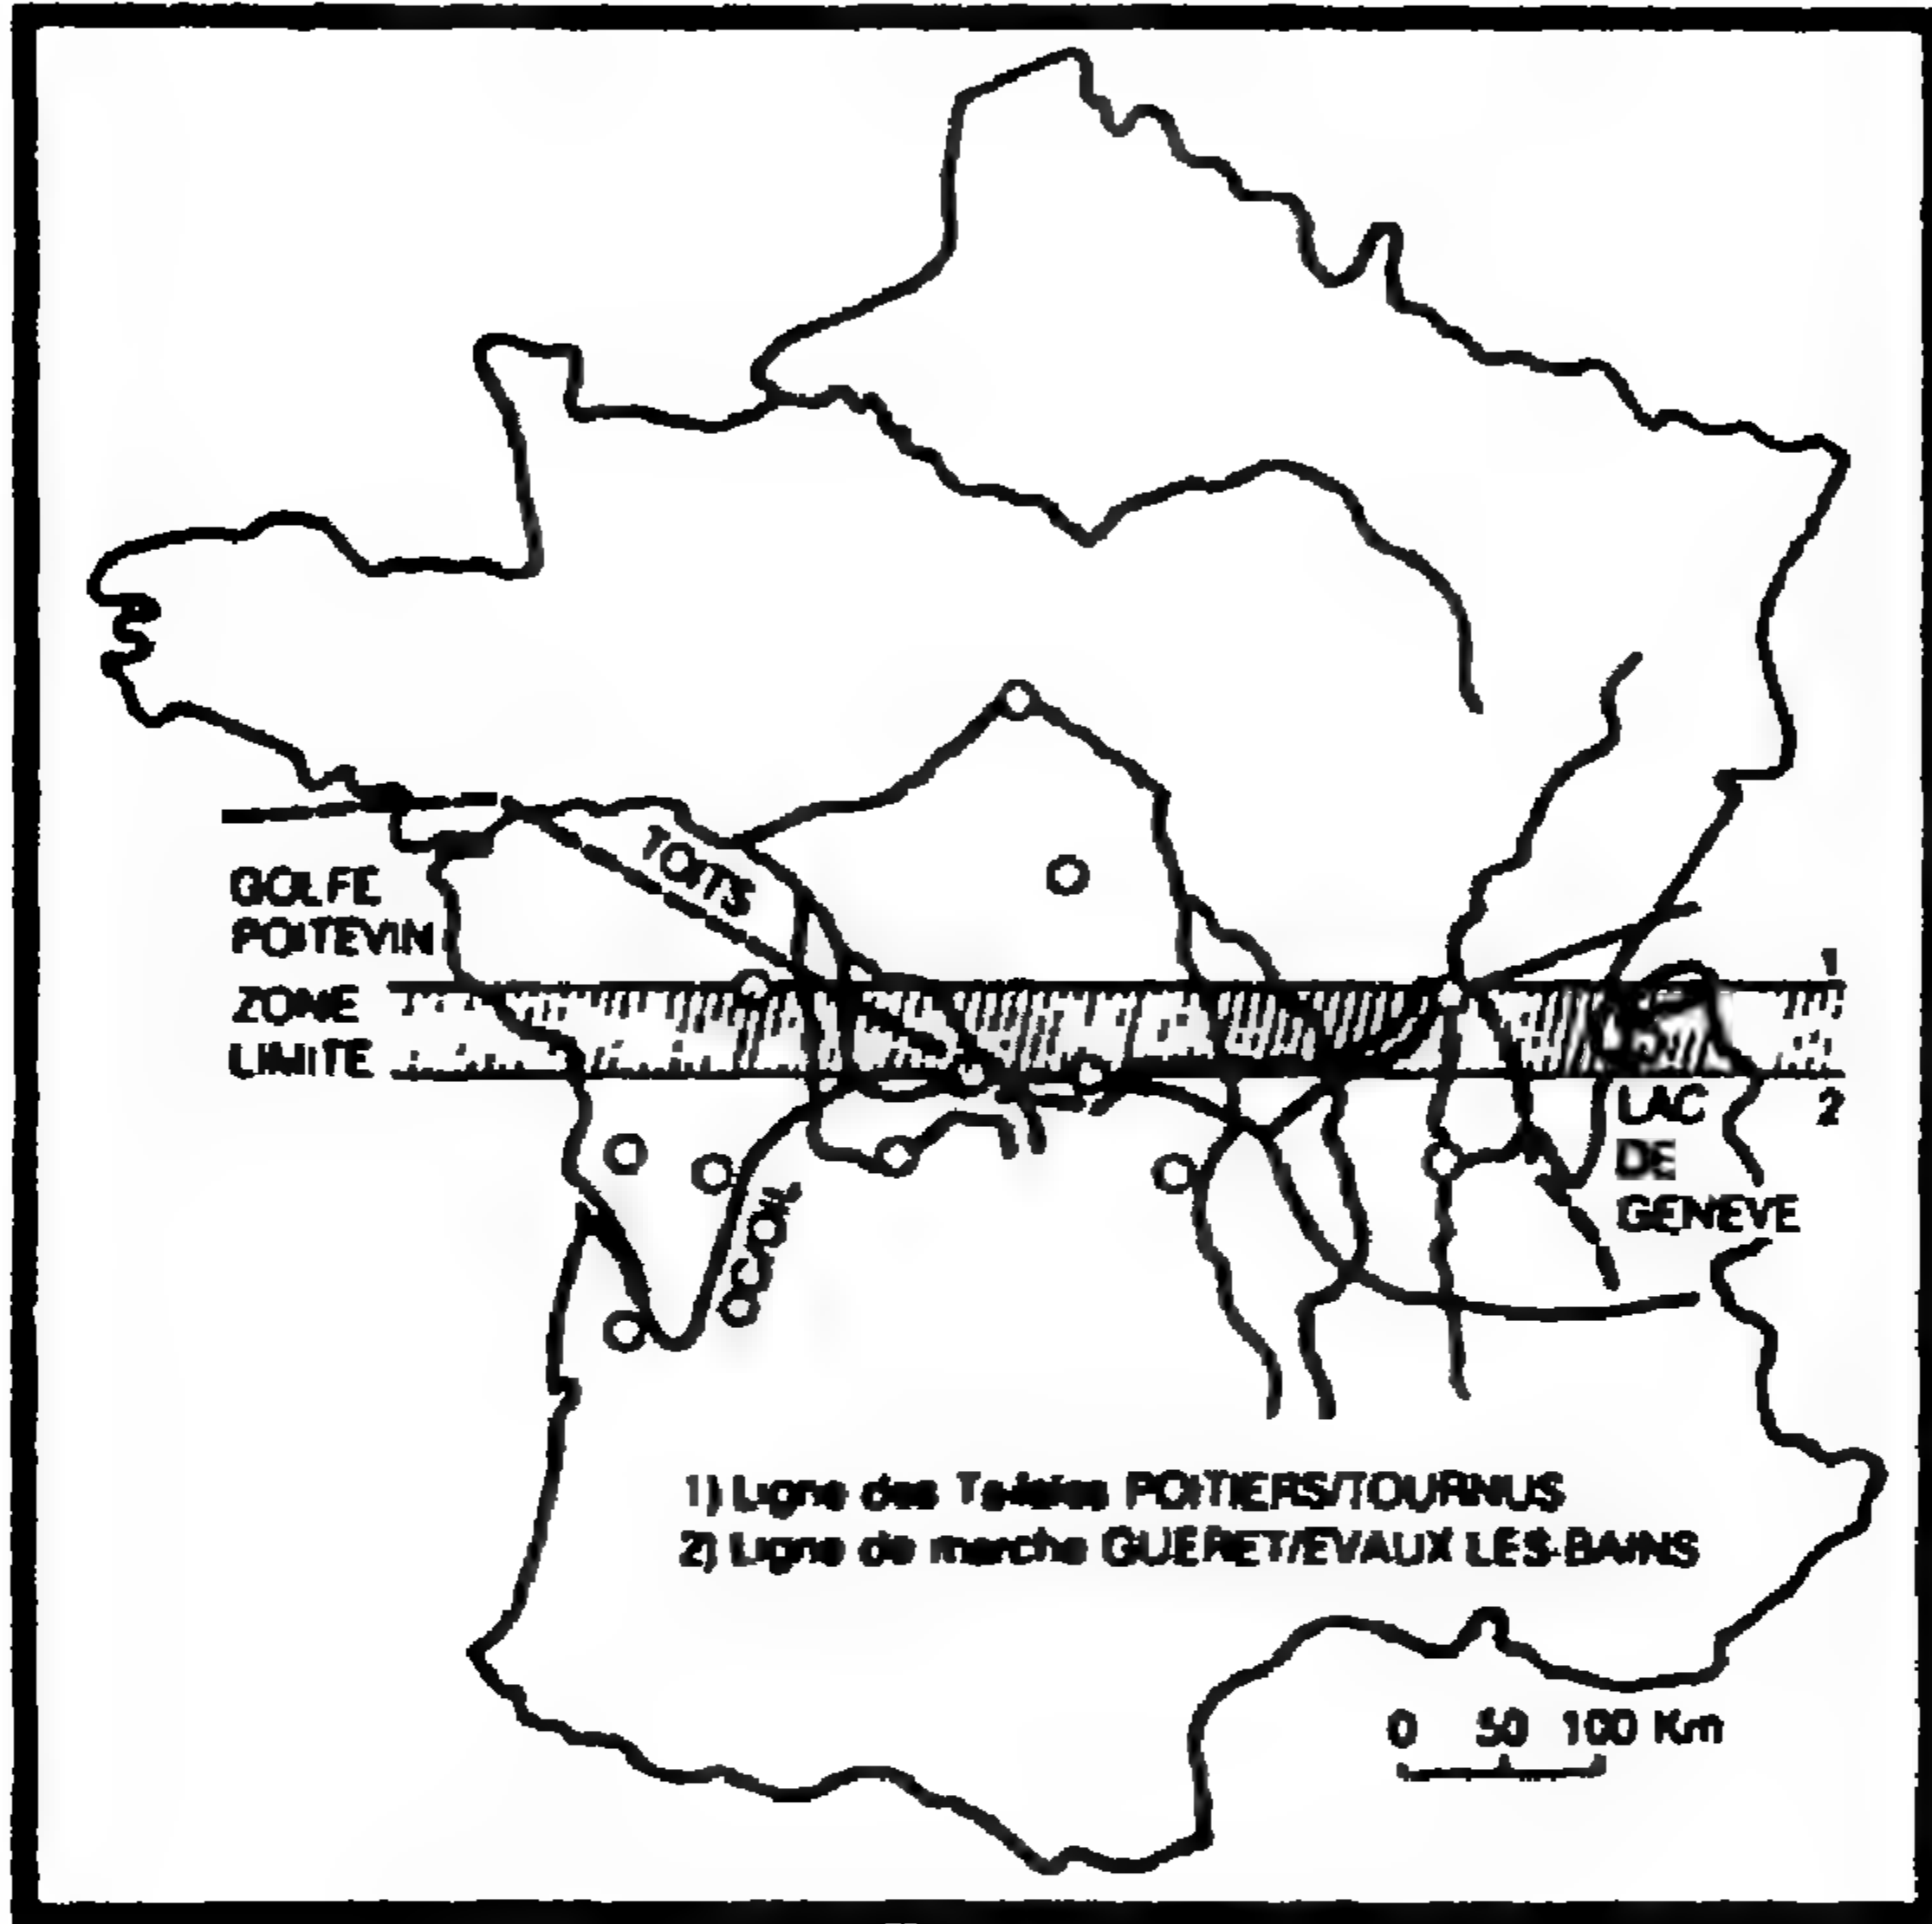 TOITS
GOLFE
POITEVIN
ZONE
LIMITE
1
2
LAC
DE
GENEVE
1) Ligne des POITIERS/TOURNUS
2) Ligne de marche GUERET/EVAUX LES-BAINS
0 50 100 Km